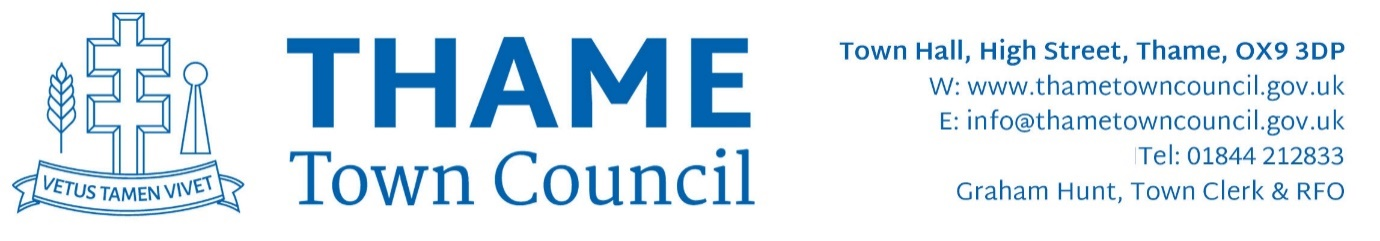 VETUS TAMEN VIVET
THAME
Town Council
Town Hall, High Street, Thame, OX9 3DP
W: www.thametowncouncil.gov.uk
E: info@thametowncouncil.gov.uk
Tel: 01844 212833
Graham Hunt, Town Clerk & RFO